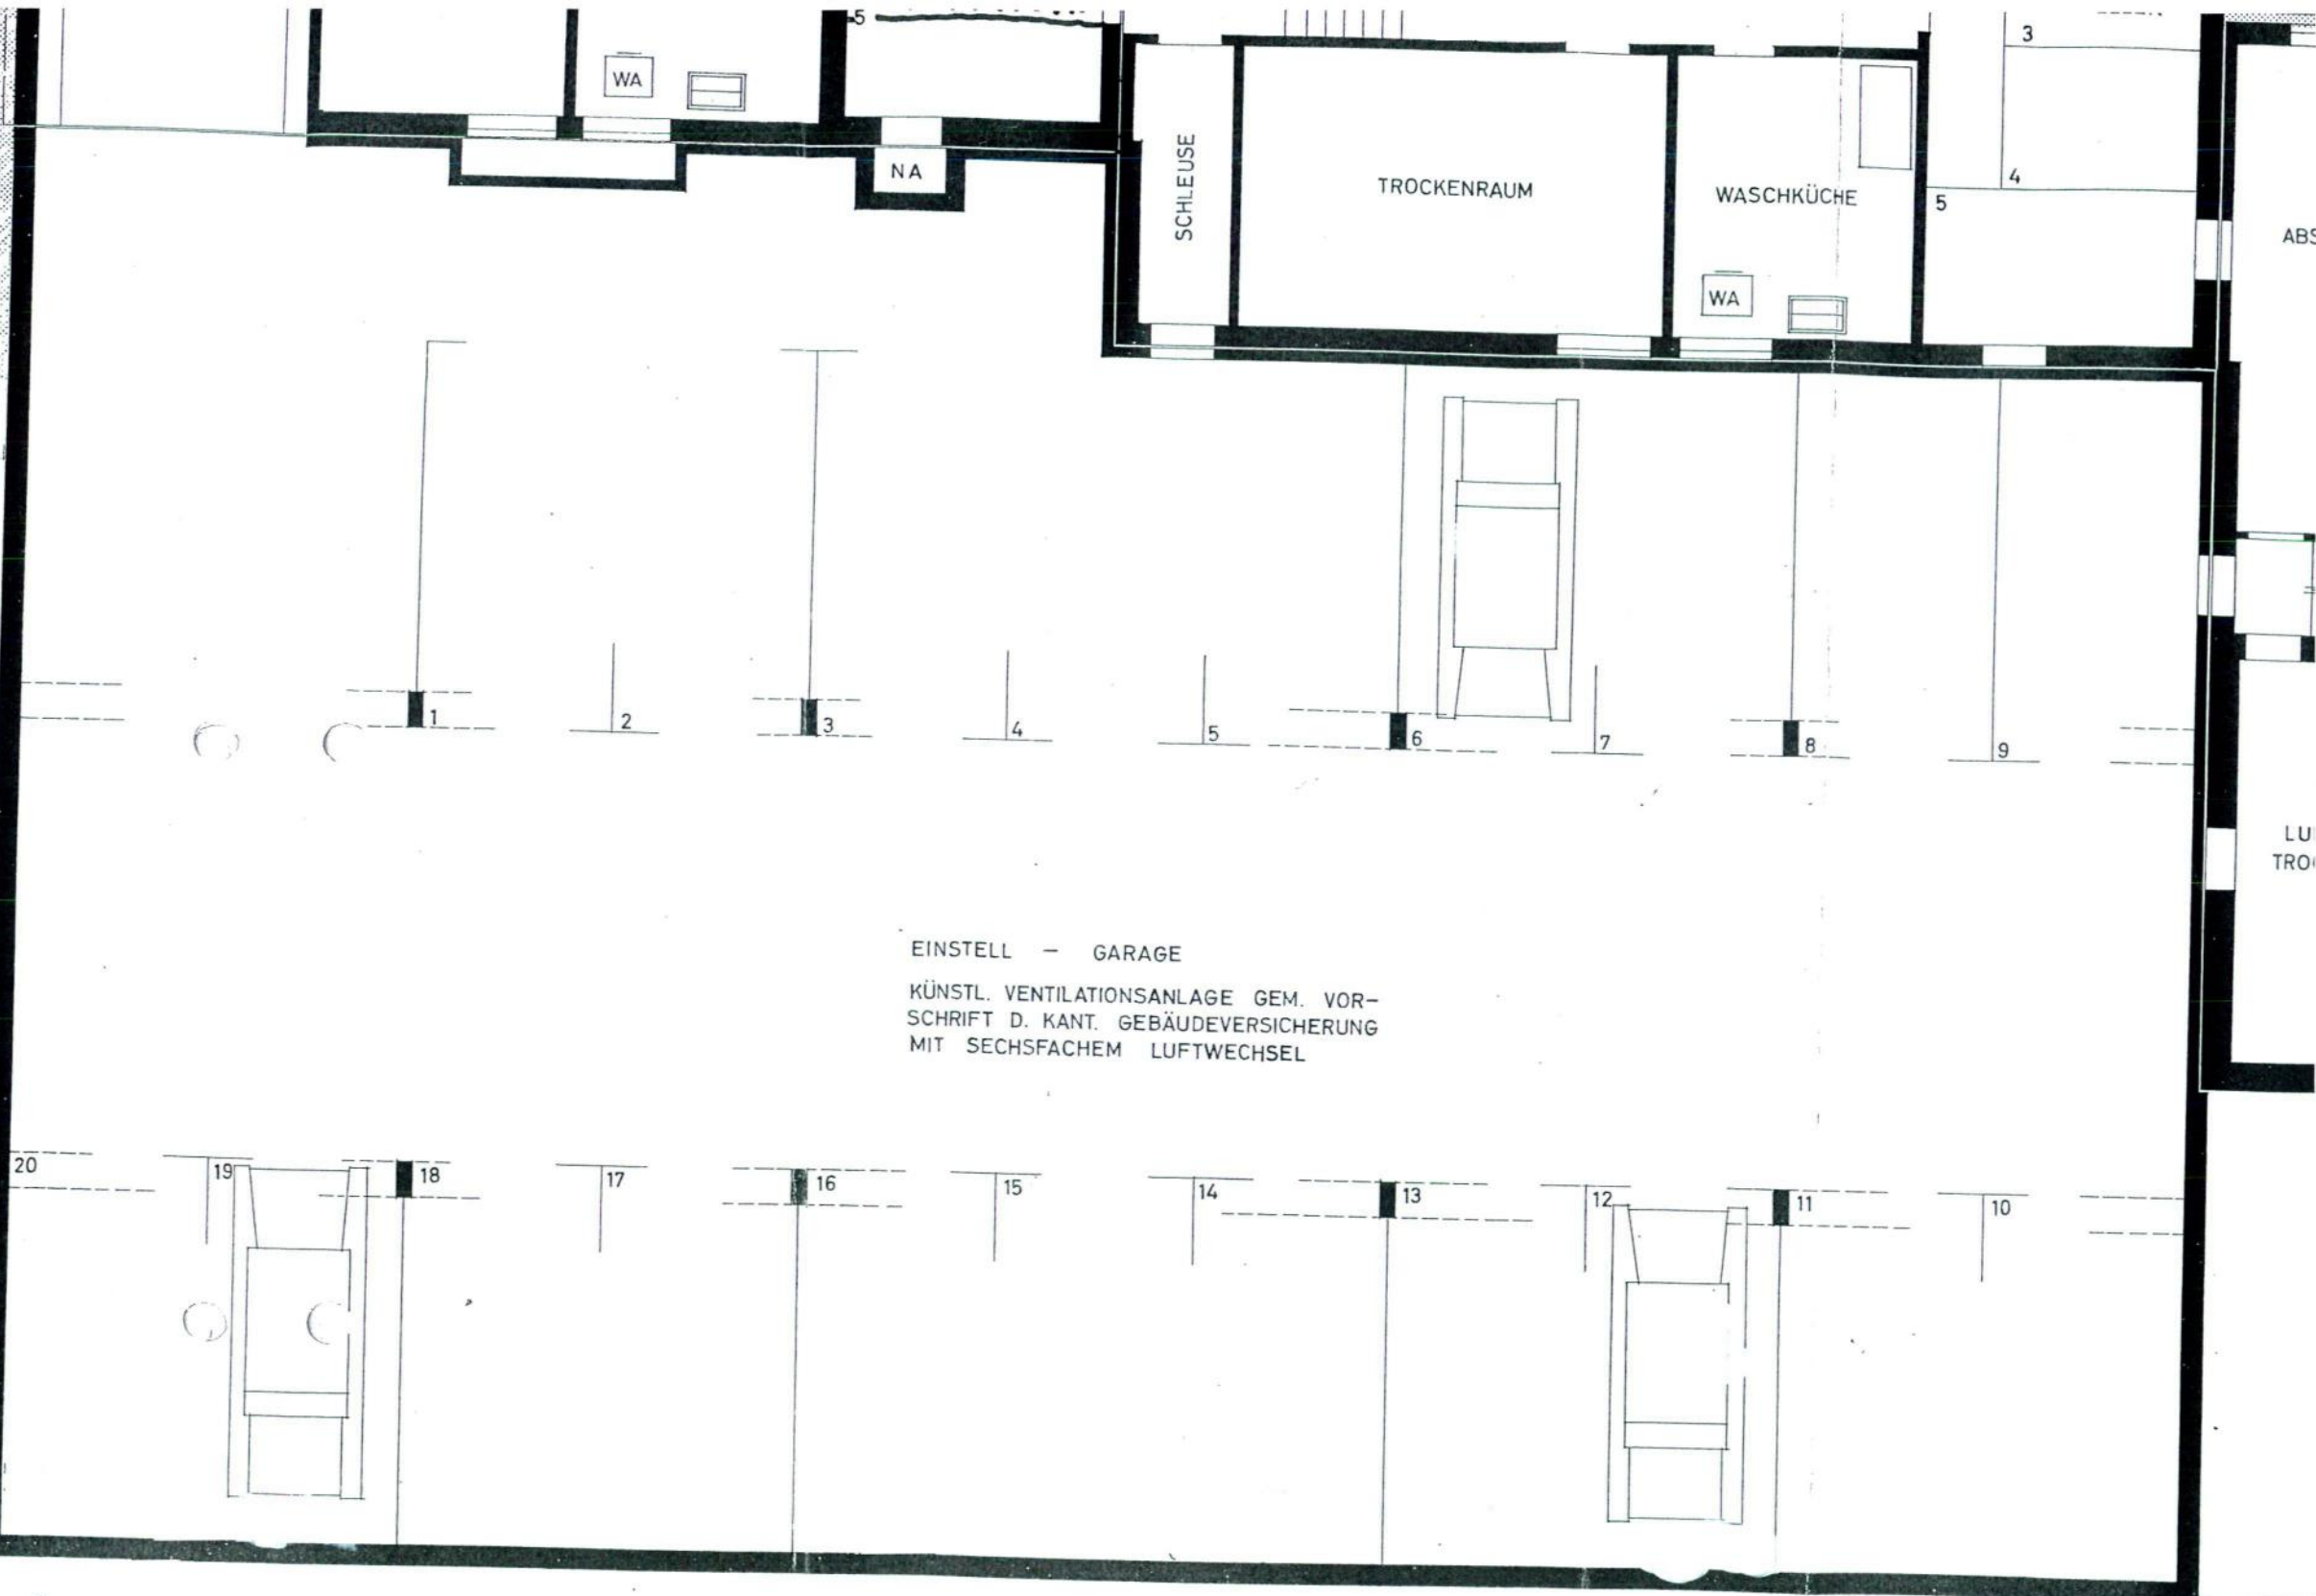 5
3
WA
NA
SCHLEUSE
TROCKENRAUM
WASCHKÜCHE
4
5
WA
1
2
3
4
5
6
7
8
9
EINSTELL – GARAGE
KÜNSTL. VENTILATIONSANLAGE GEM. VOR-
SCHRIFT D. KANT. GEBÄUDEVERSICHERUNG
MIT SECHSFACHEM LUFTWECHSEL
20
19
18
17
16
15
14
13
12
11
10